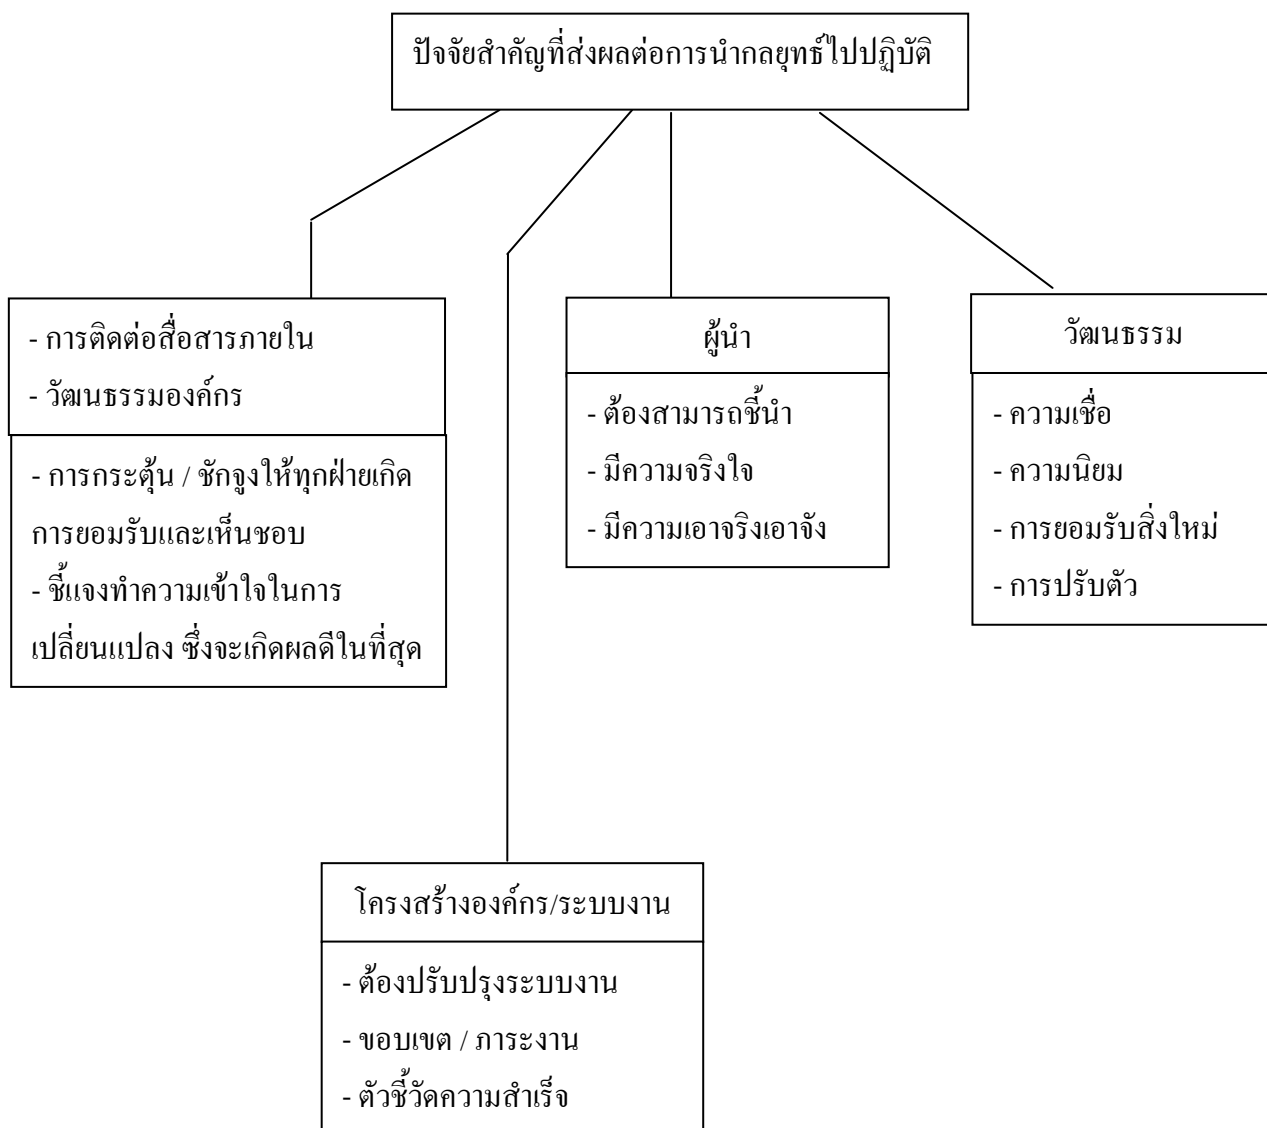 ปัจจัยสำคัญที่ส่งผลต่อการนำกลยุทธ์ไปปฏิบัติ
- การติดต่อสื่อสารภายใน
- วัฒนธรรมองค์กร
- การกระตุ้น / ชักจูงให้ทุกฝ่ายเกิด
การยอมรับและเห็นชอบ
- ชี้แจงทำความเข้าใจในการ
เปลี่ยนแปลง ซึ่งจะเกิดผลดีในที่สุด
ผู้นำ
- ต้องสามารถชี้นำ
- มีความจริงใจ
- มีความเอาจริงเอาจัง
วัฒนธรรม
- ความเชื่อ
- ความนิยม
- การยอมรับสิ่งใหม่
- การปรับตัว
โครงสร้างองค์กร/ระบบงาน
- ต้องปรับปรุงระบบงาน
- ขอบเขต / ภาระงาน
- ตัวชี้วัดความสำเร็จ